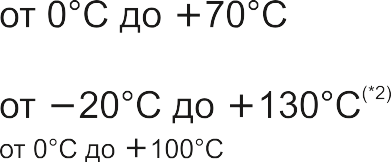 от 0°C до +70°C
от −20°C до +130°C(*2)
от 0°C до +100°C